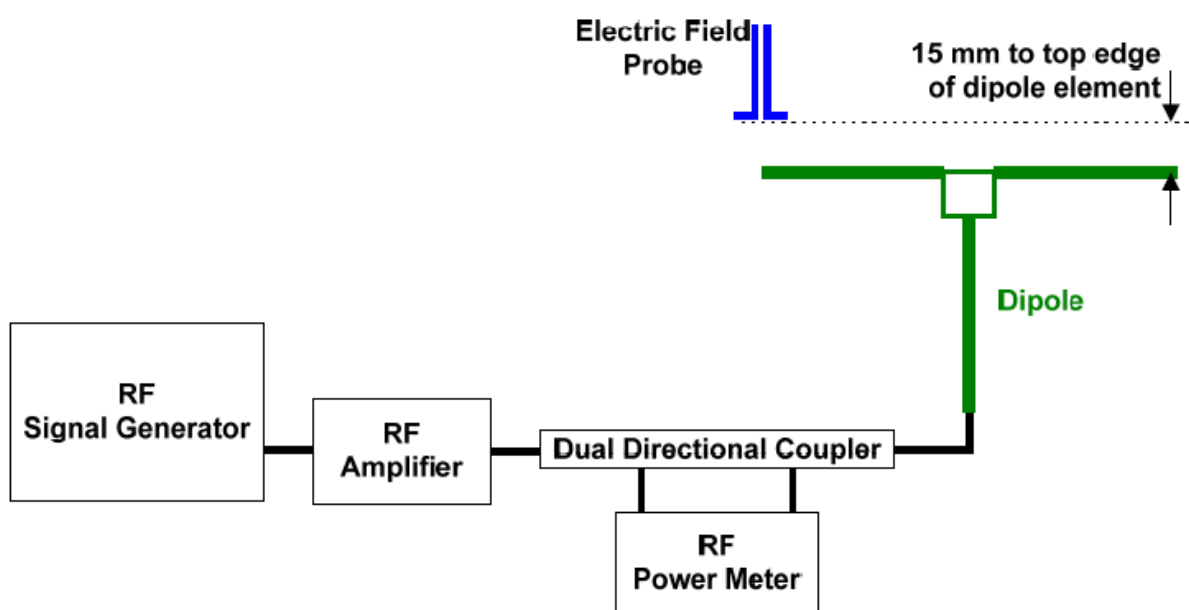 Electric Field
Probe
15 mm to top edge
of dipole element
Dipole
RF
Signal Generator
RF
Amplifier
Dual Directional Coupler
RF
Power Meter